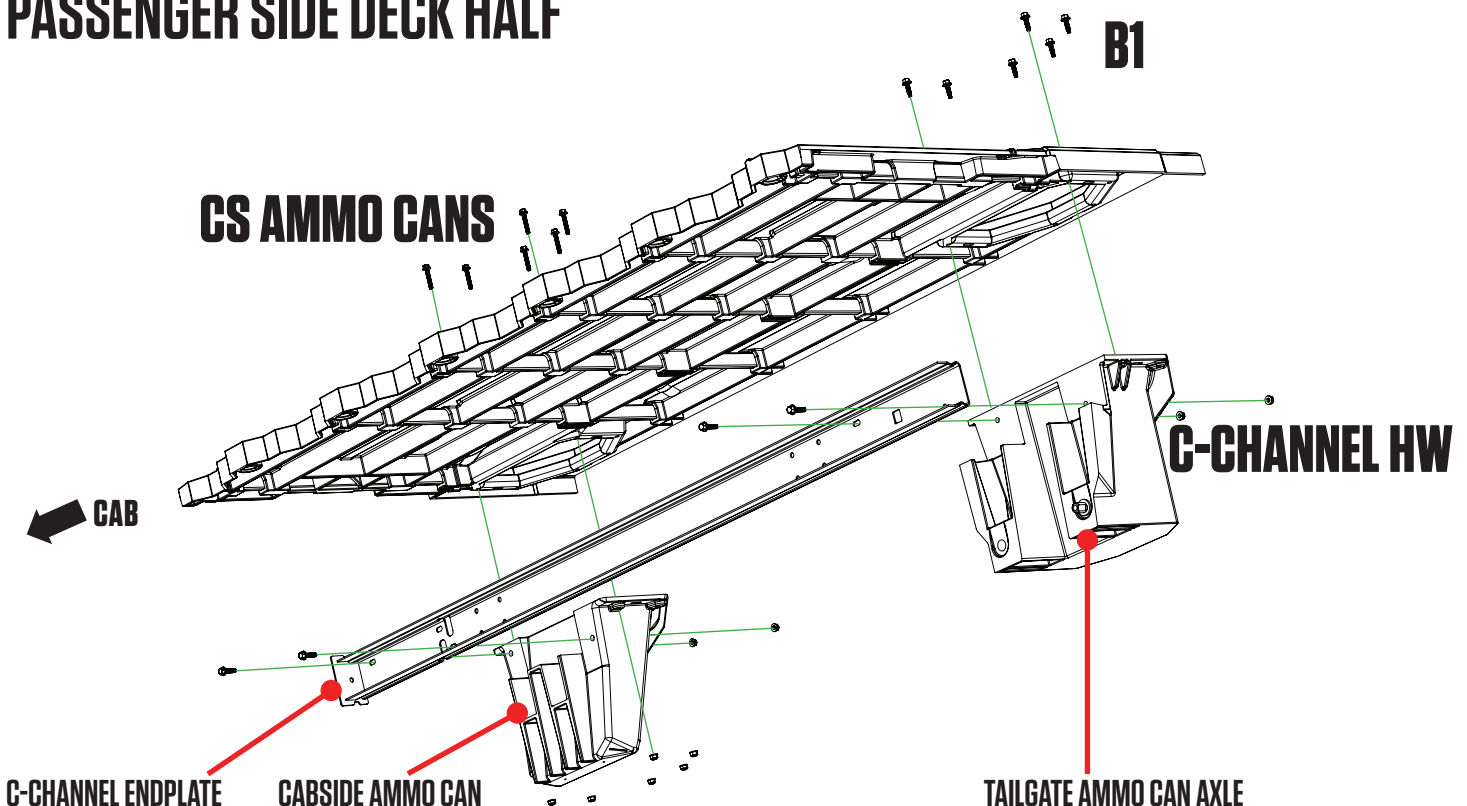 PASSENGER SIDE DECK HALF
B1
CS AMMO CANS
C-CHANNEL HW
CAB
C-CHANNEL ENDPLATE
CABSIDE AMMO CAN
TAILGATE AMMO CAN AXLE